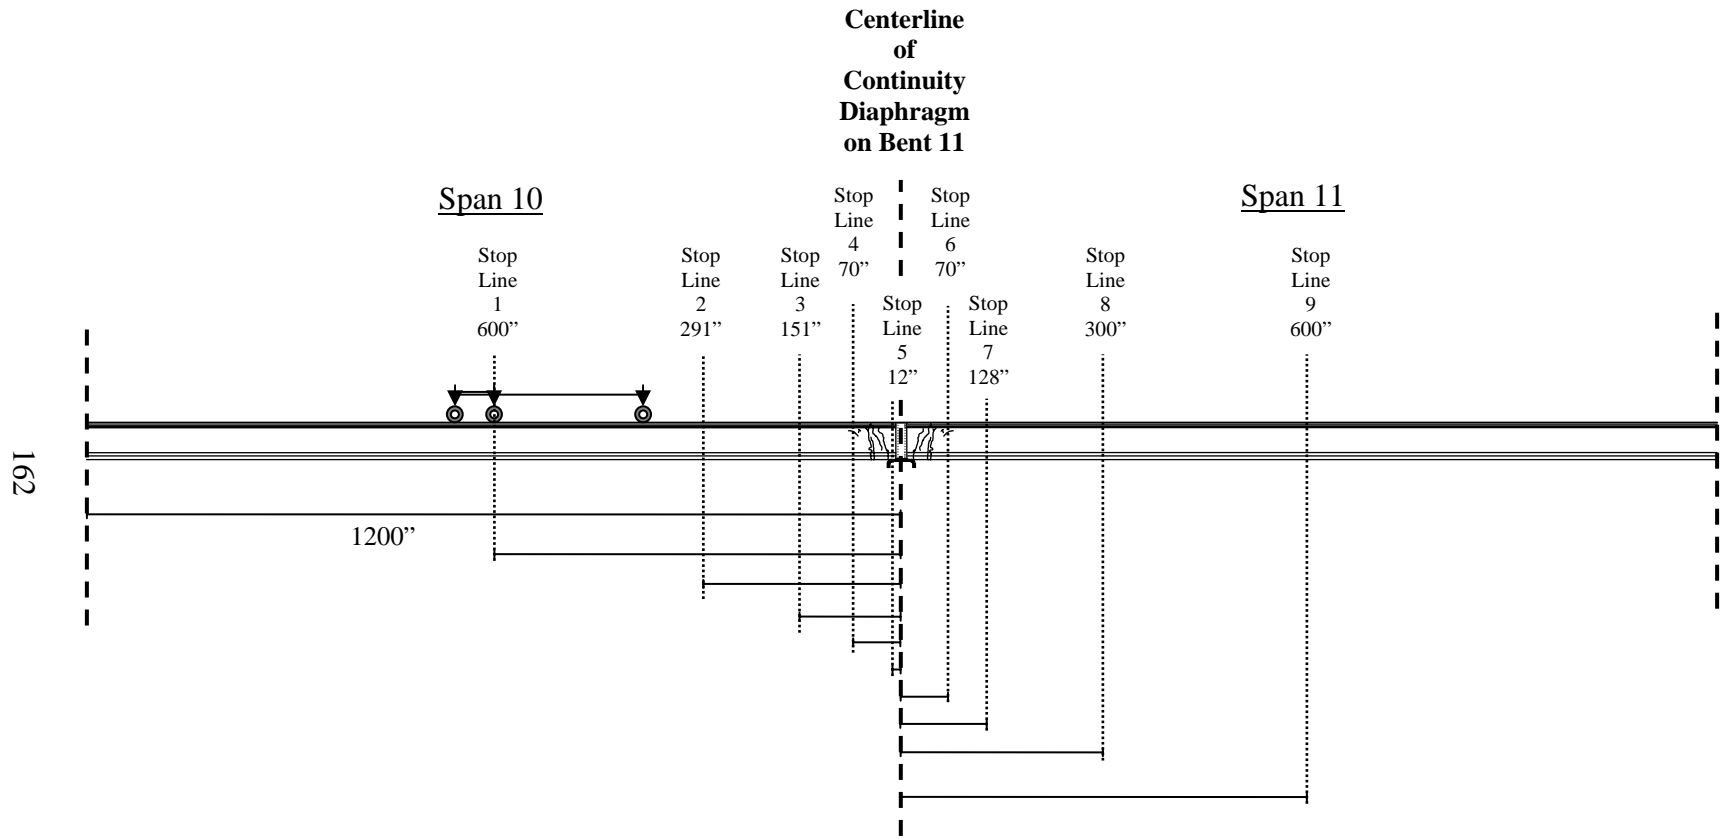 Centerline
of
Continuity
Diaphragm
on Bent 11
Span 10
Span 11
Stop
Line
4
70”
Stop
Line
6
70”
Stop
Line
1
600”
Stop
Line
2
291”
Stop
Line
3
151”
Stop
Line
5
12”
Stop
Line
7
128”
Stop
Line
8
300”
Stop
Line
9
600”
1200”
162